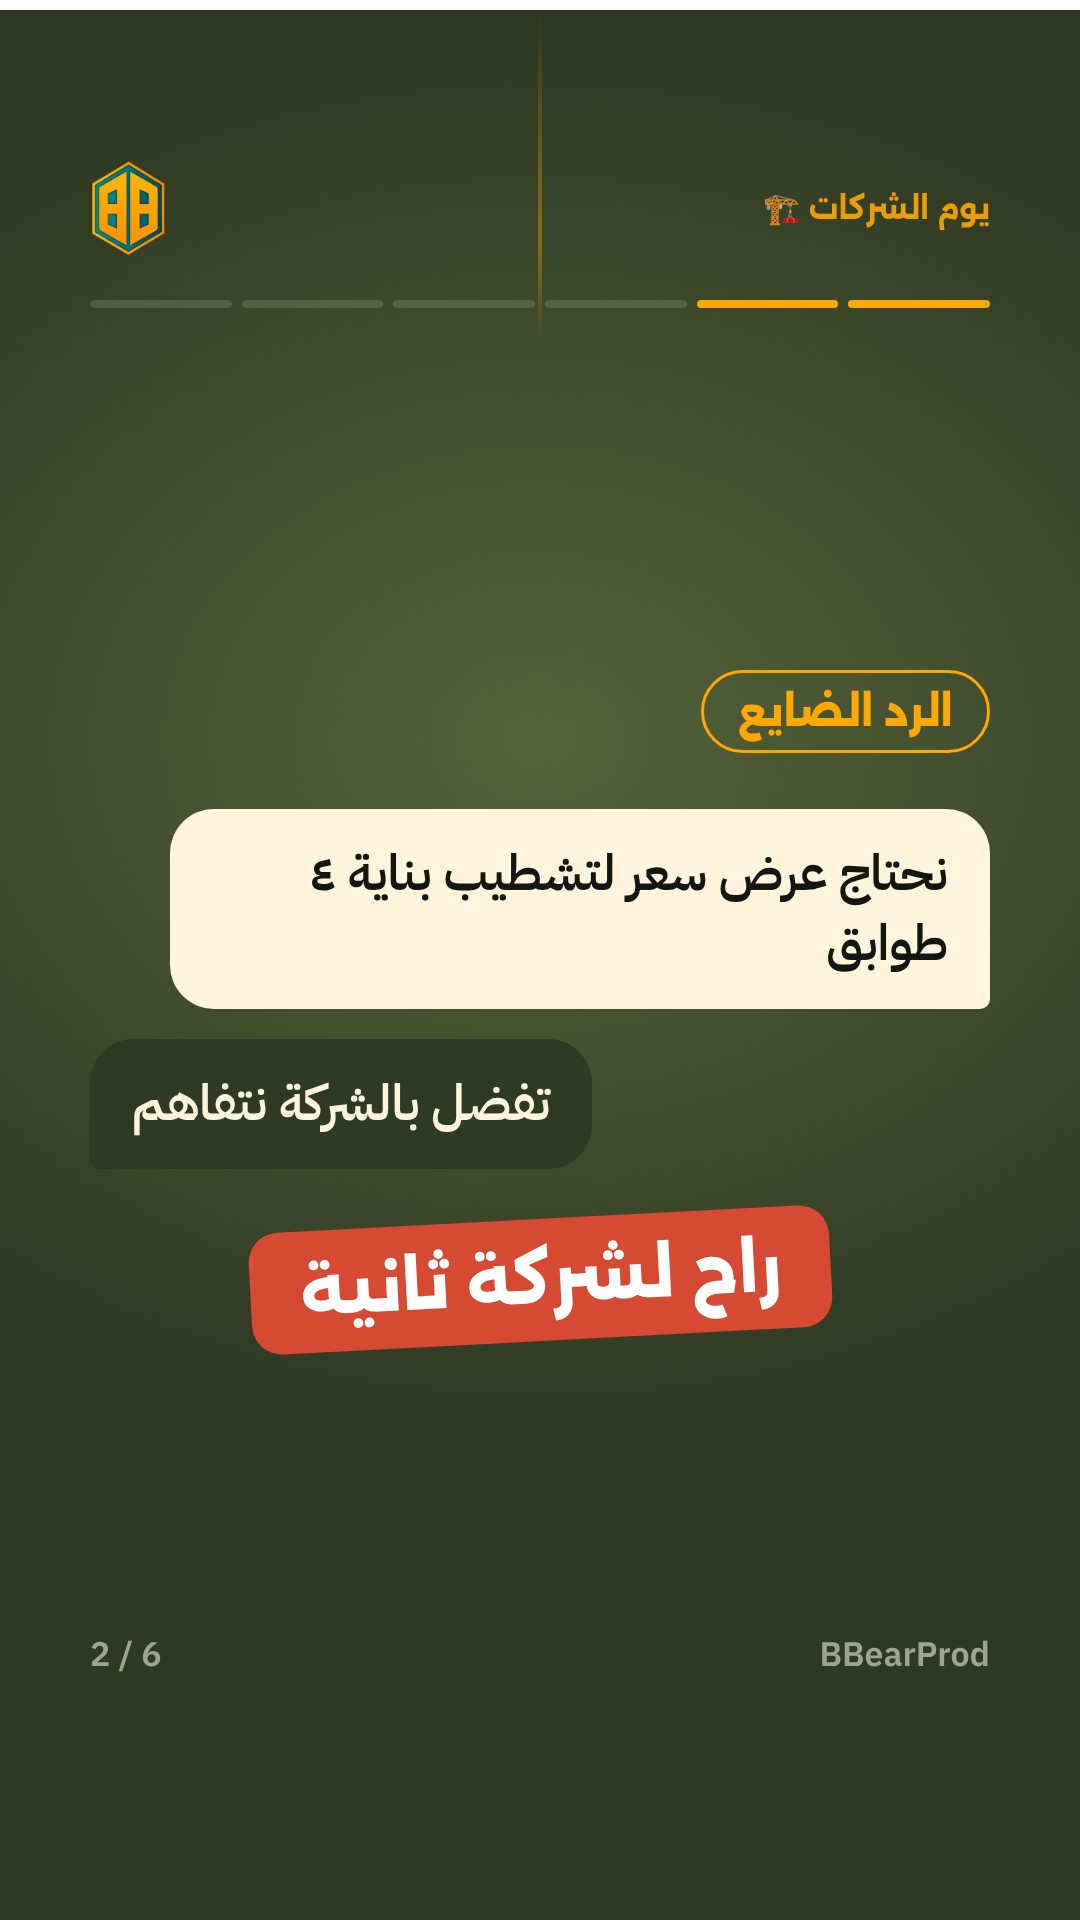 يوم الشركات 🏗️
BB
الرد الضايع
نحتاج عرض سعر لتشطيب بناية ٤
طوابق
تفضل بالشركة نتفاهم
راح لشركة ثانية
BBearProd
2 / 6